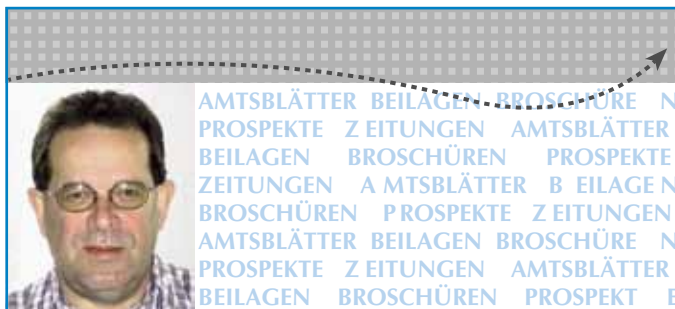 AMTSBLÄTTER BEILAGEN BROSCHÜRE N
PROSPEKTE Z EITUNGEN AMTSBLÄTTER
BEILAGEN BROSCHÜREN PROSPEKTE
ZEITUNGEN A MTSBLÄTTER B EILAGE N
BROSCHÜREN P ROSPEKTE Z EITUNGEN
AMTSBLÄTTER BEILAGEN BROSCHÜRE N
PROSPEKTE Z EITUNGEN AMTSBLÄTTER
BEILAGEN BROSCHÜREN PROSPEKT E